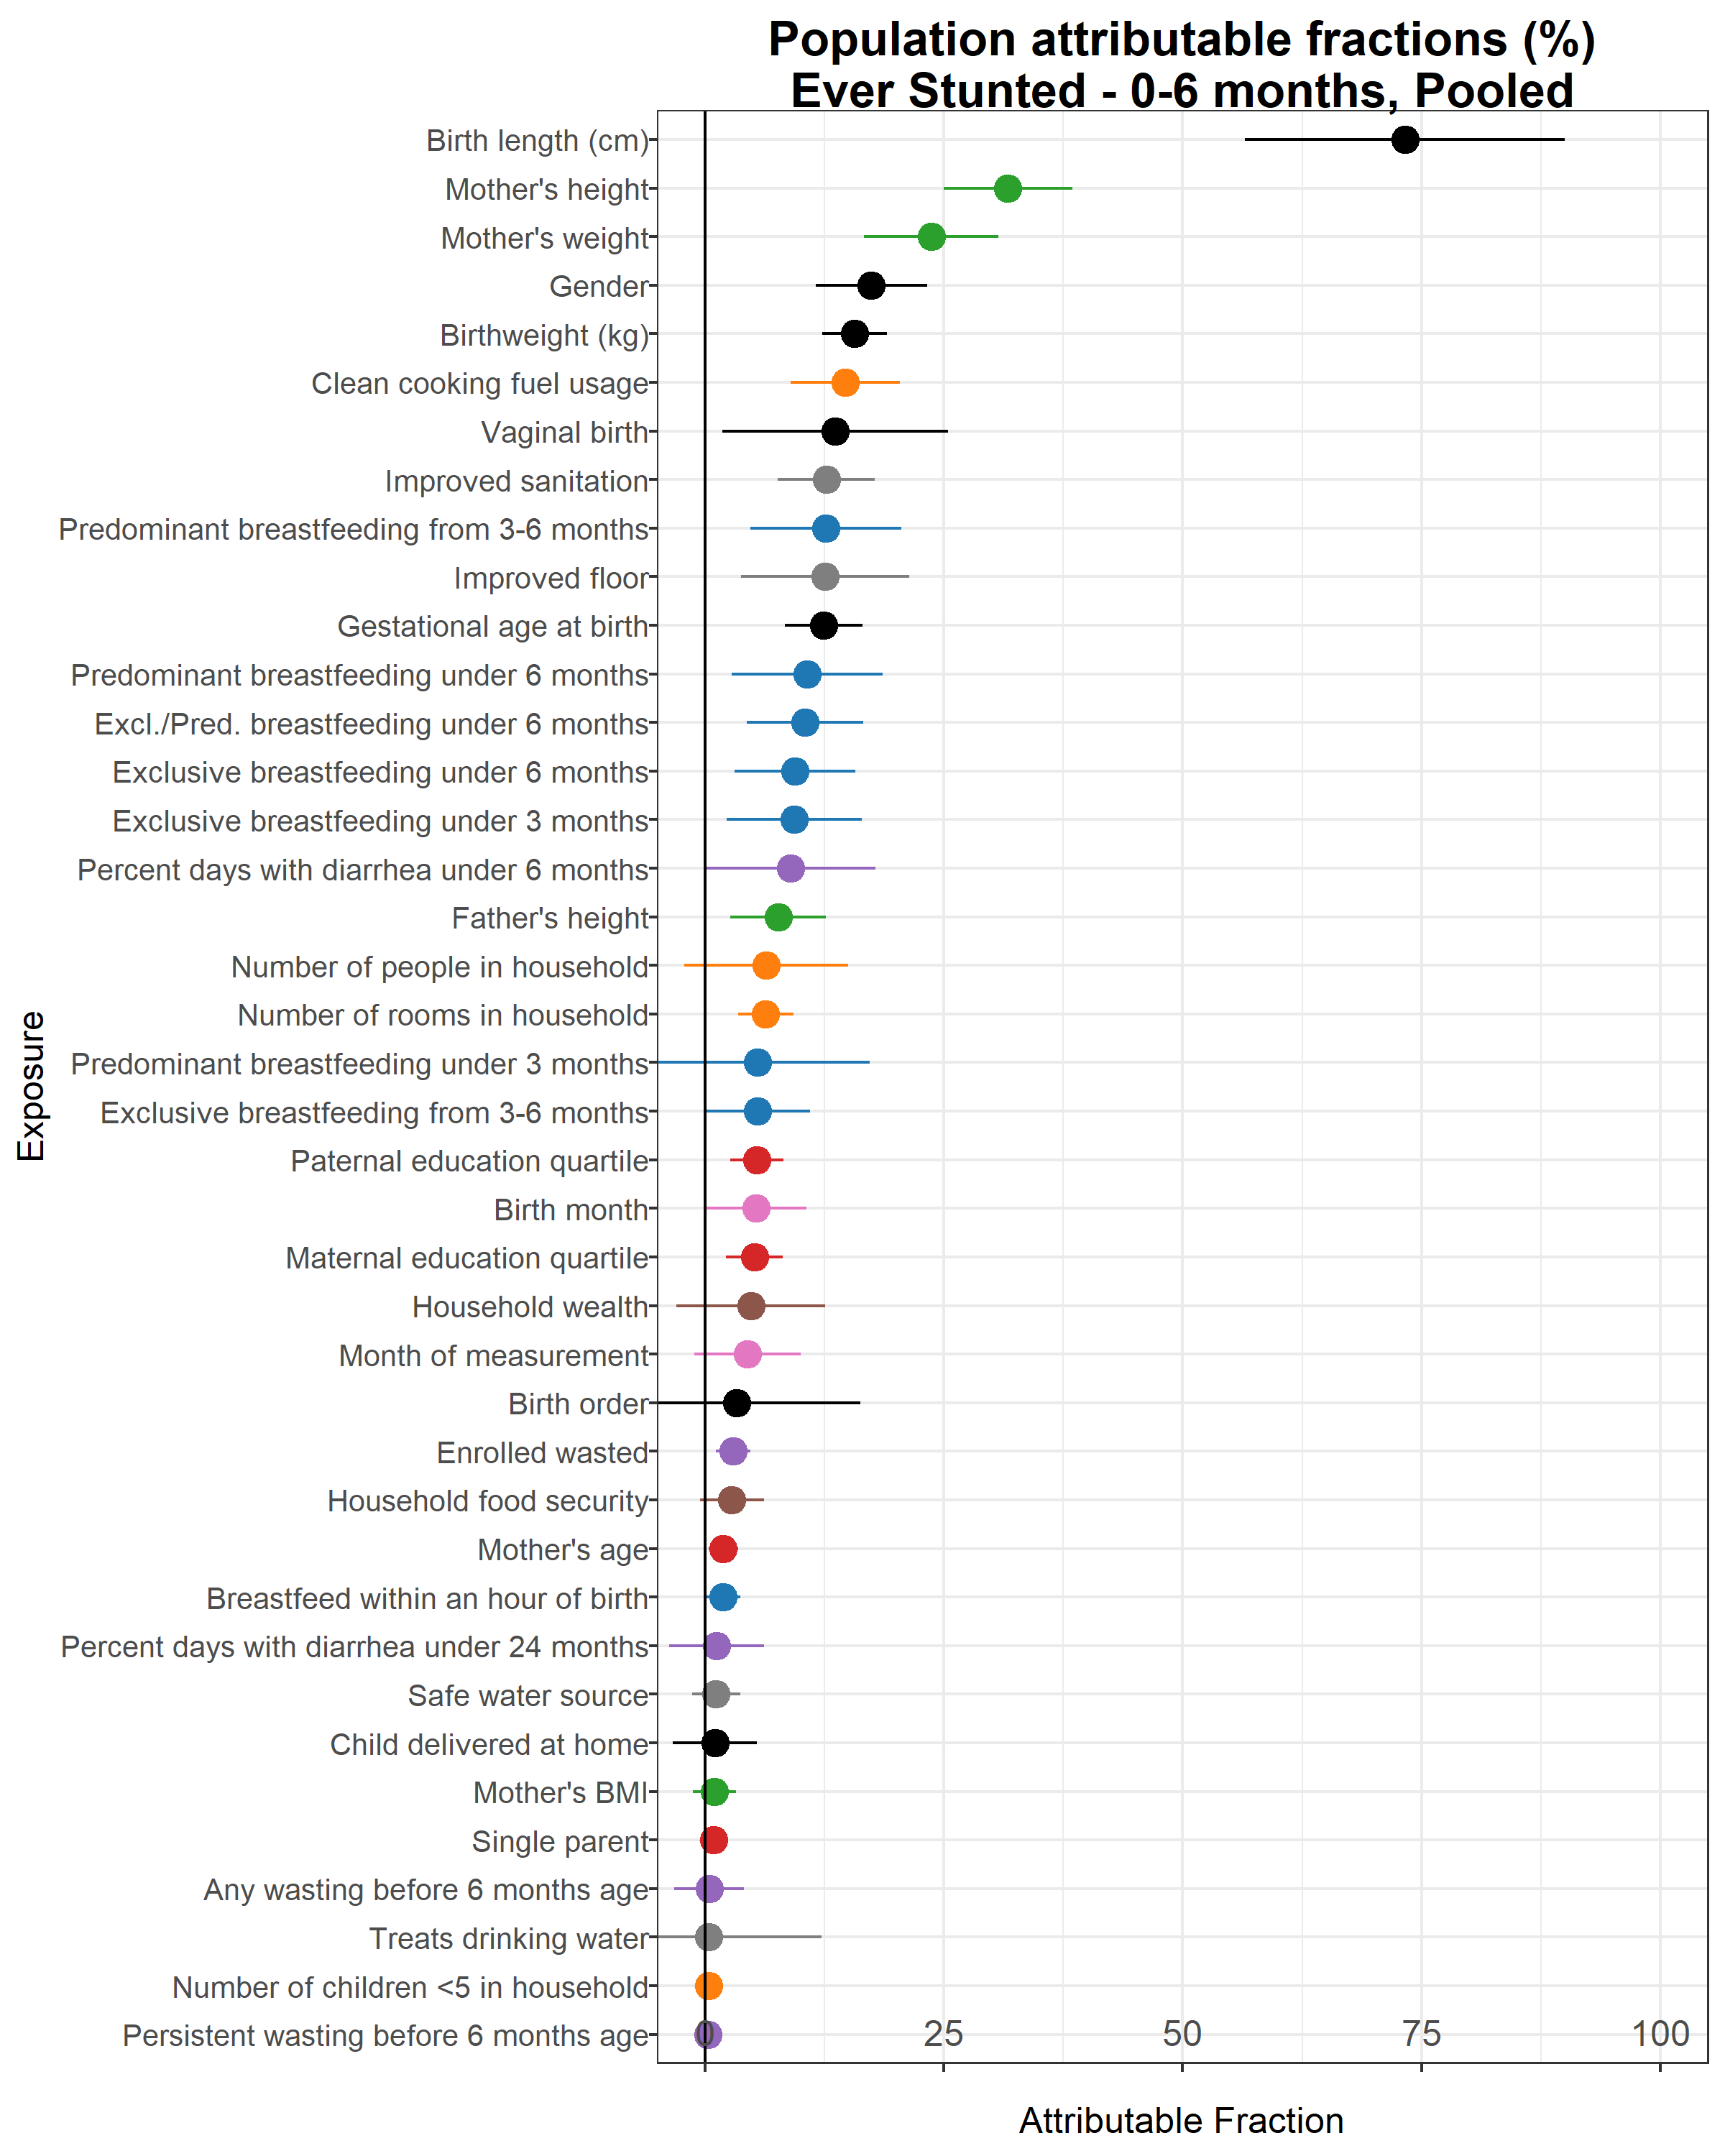 Population attributable fractions (%)
Ever Stunted - 0-6 months, Pooled
Birth length (cm)
Mother's height
Mother's weight
Gender
Birthweight (kg)
Clean cooking fuel usage
Vaginal birth
Improved sanitation
Predominant breastfeeding from 3-6 months
Improved floor
Gestational age at birth
Predominant breastfeeding under 6 months
Excl./Pred. breastfeeding under 6 months
Exclusive breastfeeding under 6 months
Exclusive breastfeeding under 3 months
Percent days with diarrhea under 6 months
Father's height
Number of people in household
Number of rooms in household
Predominant breastfeeding under 3 months
Exclusive breastfeeding from 3-6 months
Paternal education quartile
Birth month
Maternal education quartile
Household wealth
Month of measurement
Birth order
Enrolled wasted
Household food security
Mother's age
Breastfeed within an hour of birth
Percent days with diarrhea under 24 months
Safe water source
Child delivered at home
Mother's BMI
Single parent
Any wasting before 6 months age
Treats drinking water
Number of children <5 in household
Persistent wasting before 6 months age
Exposure
0 25 50 75 100
Attributable Fraction